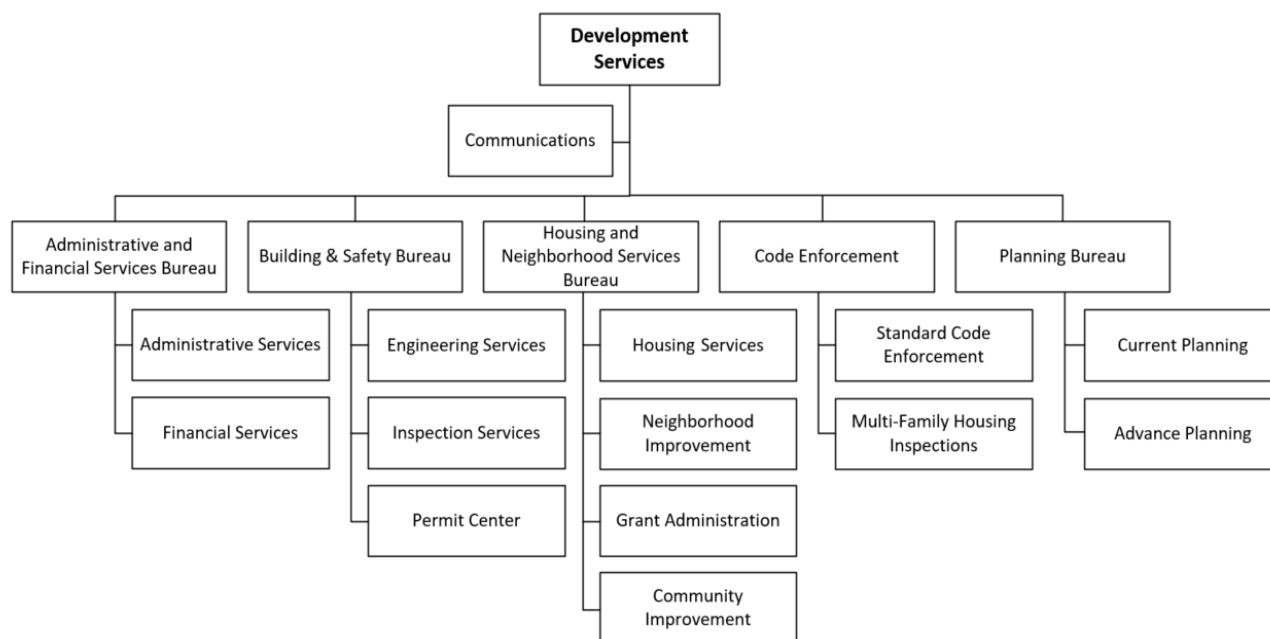 Development
Services
Communications
Administrative and
Financial Services Bureau
Building & Safety Bureau
Housing and
Neighborhood Services
Bureau
Code Enforcement
Planning Bureau
Administrative Services
Engineering Services
Housing Services
Standard Code
Enforcement
Current Planning
Financial Services
Inspection Services
Neighborhood
Improvement
Multi-Family Housing
Inspections
Advance Planning
Permit Center
Grant Administration
Community
Improvement